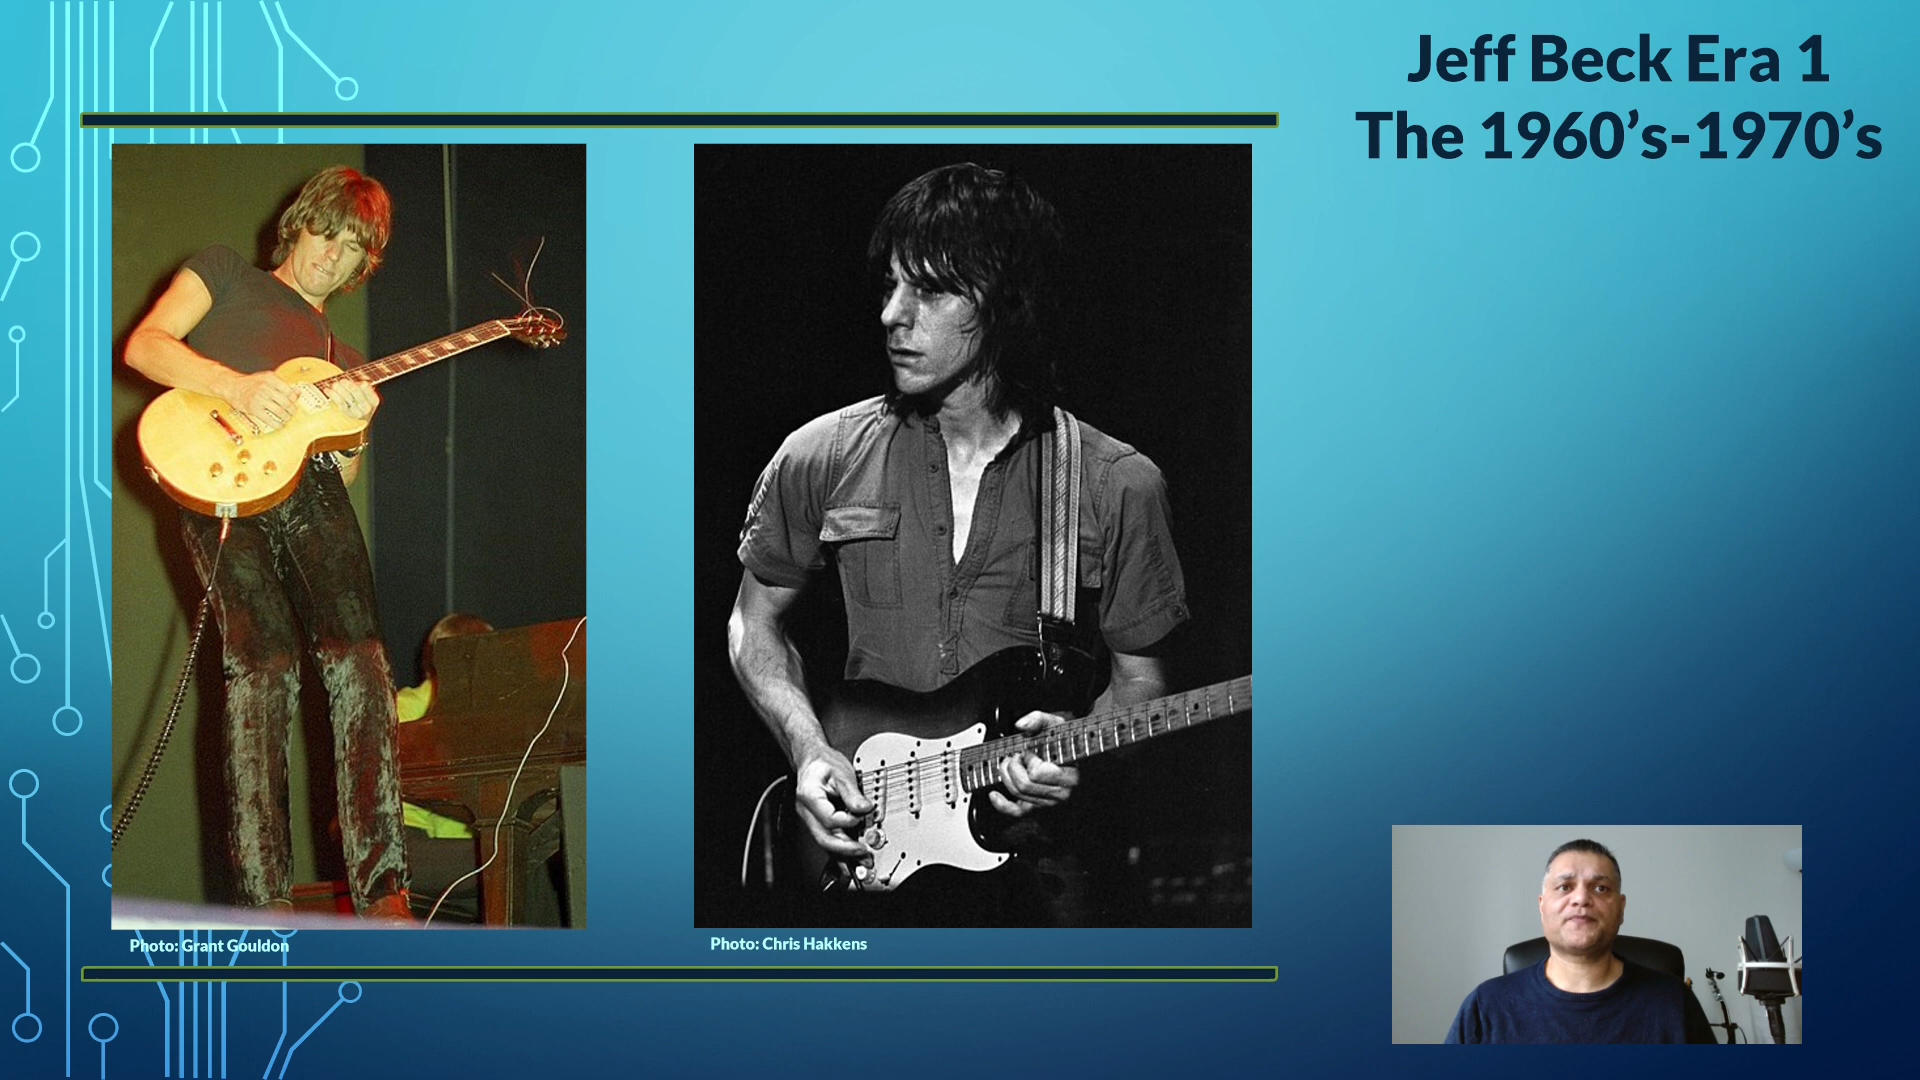 Jeff Beck Era 1
The 1960’s-1970’s
Photo: Grant Gouldon
Photo: Chris Hakkens